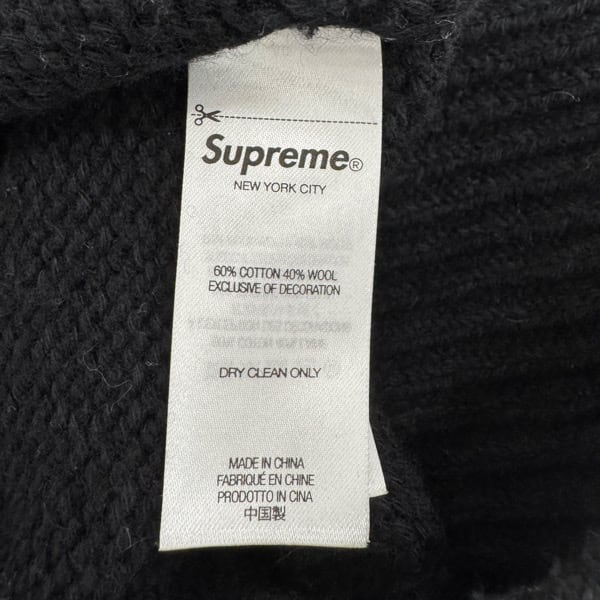 Supreme®
NEW YORK CITY
60% COTTON 40% WOOL
EXCLUSIVE OF DECORATION
DRY CLEAN ONLY
MADE IN CHINA
FABRIQUÉ EN CHINE
PRODOTTO IN CINA
中国製